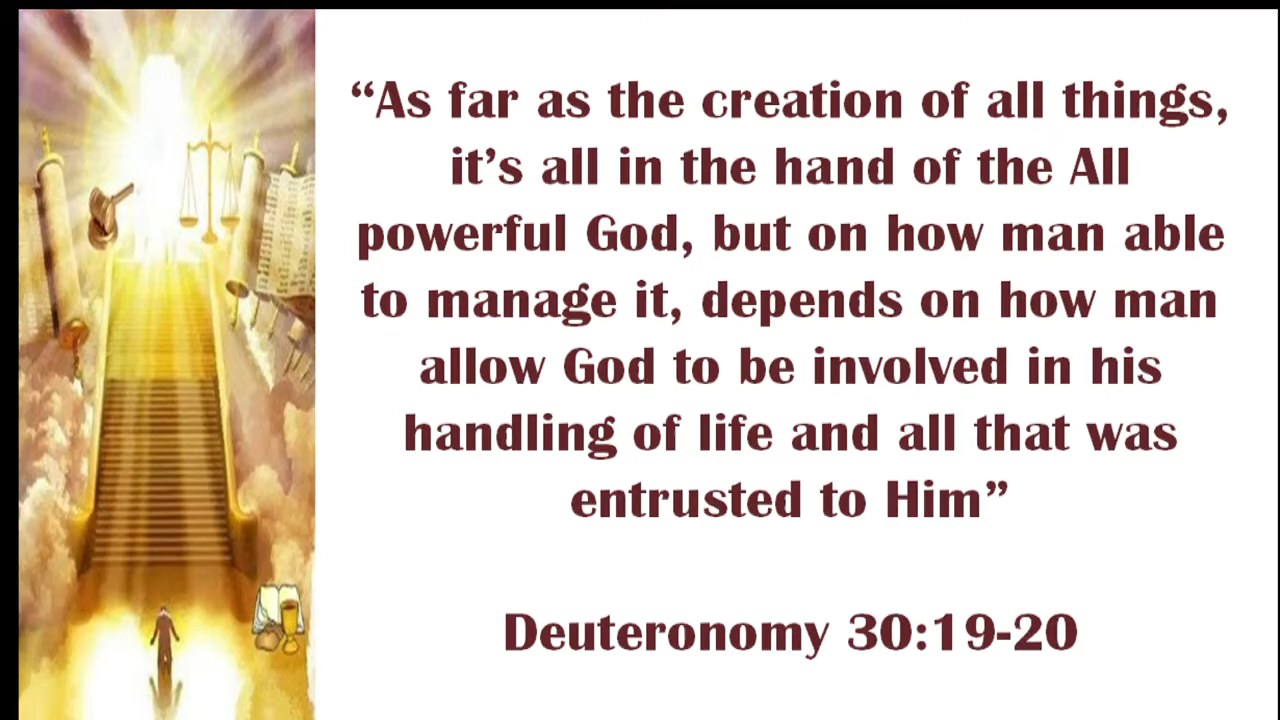 “As far as the creation of all things,
it’s all in the hand of the All
powerful God, but on how man able
to manage it, depends on how man
allow God to be involved in his
handling of life and all that was
entrusted to Him”
Deuteronomy 30:19-20